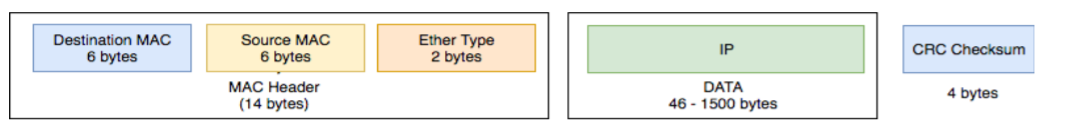 Destination MAC
6 bytes
Source MAC
6 bytes
Ether Type
2 bytes
MAC Header
(14 bytes)
IP
DATA
46 - 1500 bytes
CRC Checksum
4 bytes